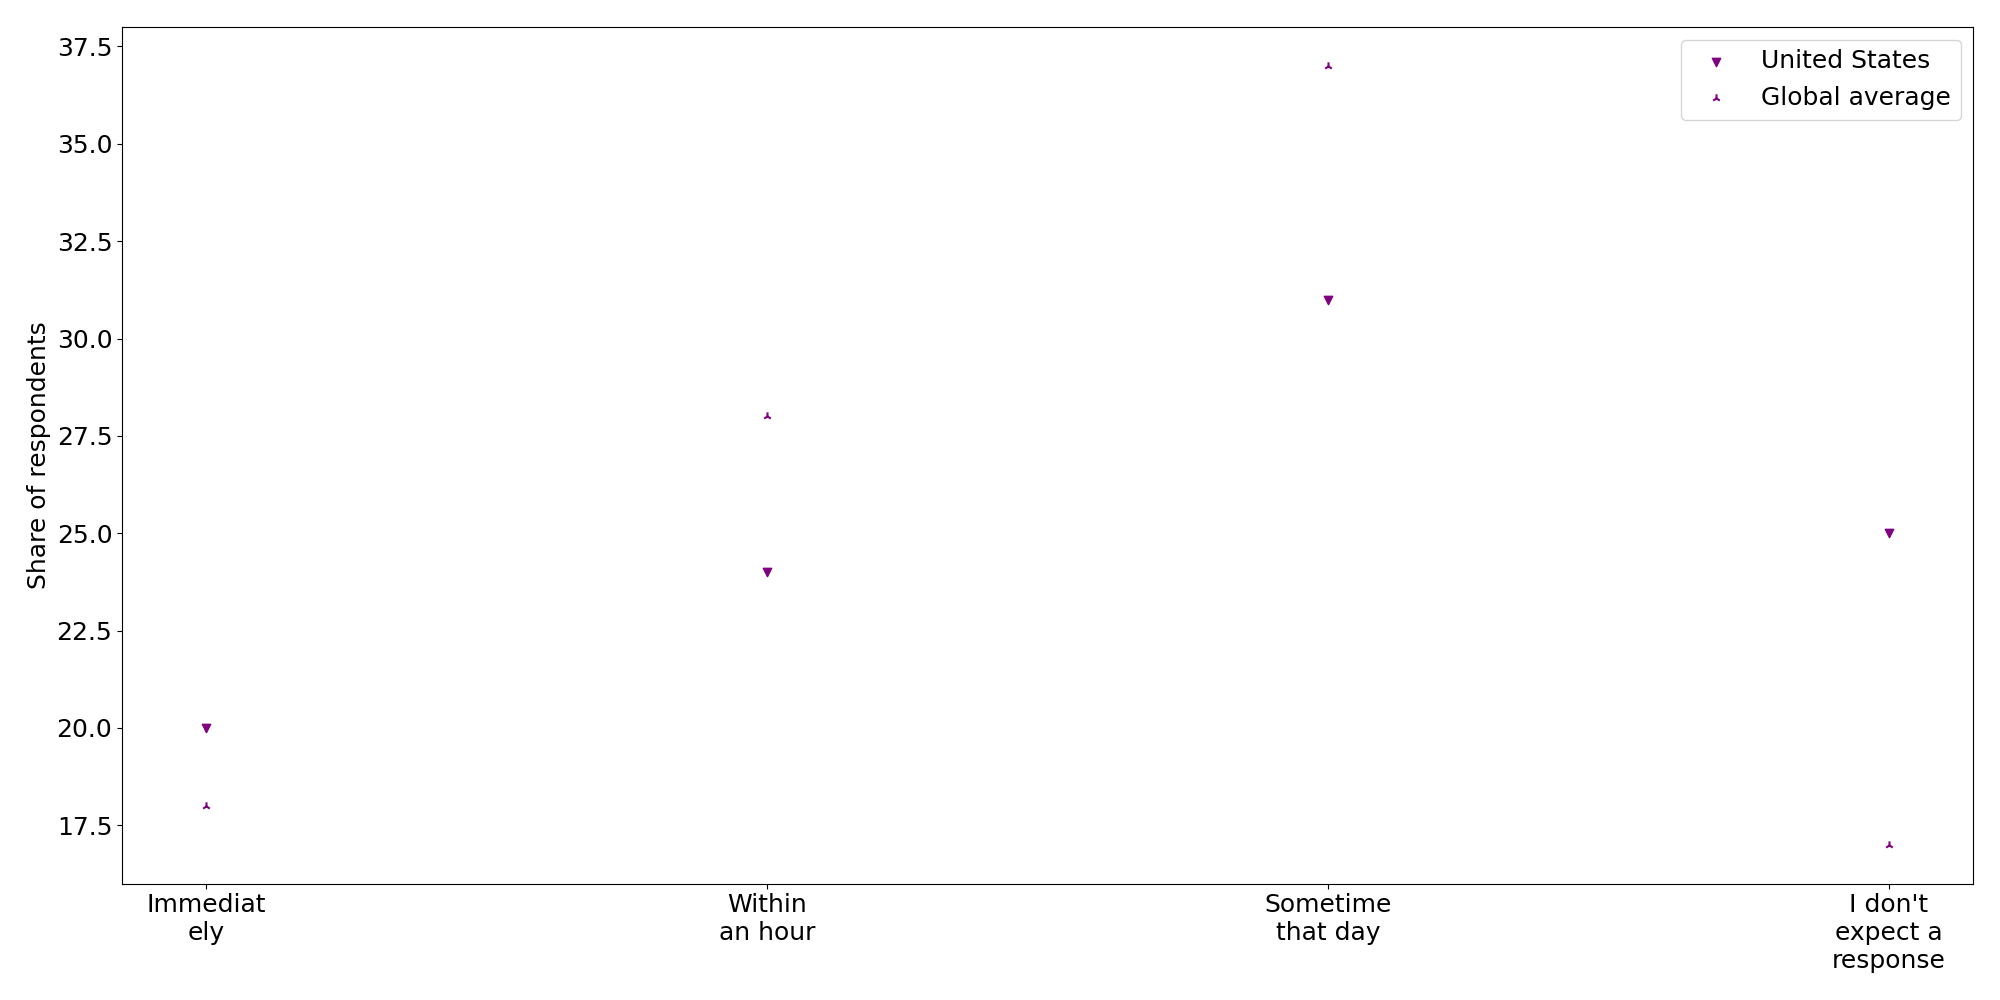 37.5
35.0
32.5
30.0
27.5
25.0
22.5
20.0
17.5
Share of respondents
United States
Global average
Immediat
ely
Within
an hour
Sometime
that day
I don't
expect a
response